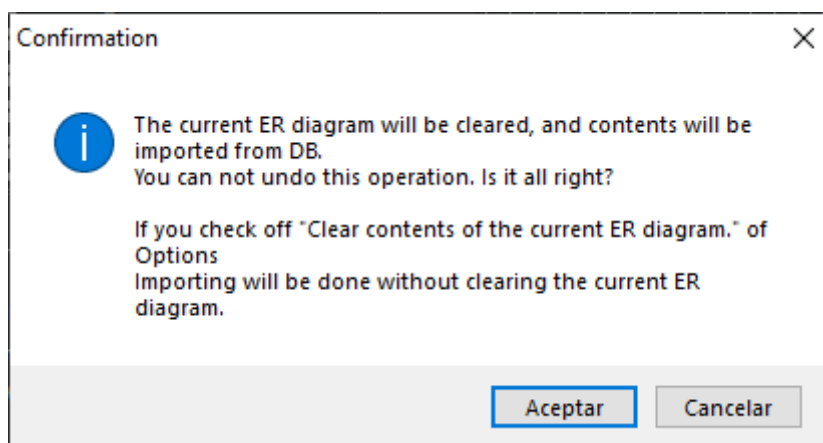 Confirmation
The current ER diagram will be cleared, and contents will be
imported from DB.
You can not undo this operation. Is it all right?
If you check off "Clear contents of the current ER diagram." of
Options
Importing will be done without clearing the current ER
diagram.
Aceptar
Cancelar